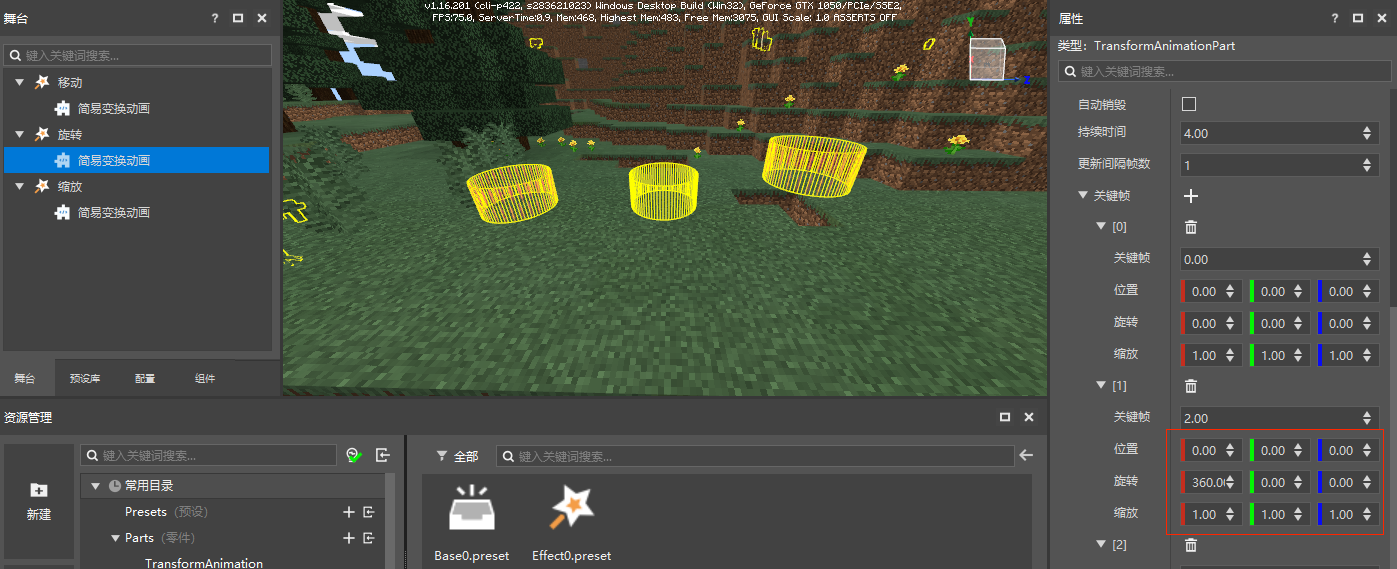 舞台
?
键入关键词搜索...
移动
简易变换动画
旋转
简易变换动画
缩放
简易变换动画
舞台 预设库 配置 组件
v1.16.201 (cli-p422, s283621023) Windows Desktop Build (Win32), GeForce GTX 1050/PCIe/SSE2,
FPS:75.0, ServerTime:0.9, Mem:468, Highest Mem:483, Free Mem:3075, GUI Scale: 1.0 ASSERTS OFF
Y
Z
资源管理
新建
键入关键词搜索...
常用目录
Presets (预设)
Parts (零件)
TransformAnimation
全部
键入关键词搜索...
Base0.preset Effect0.preset
属性
?
类型: TransformAnimationPart
键入关键词搜索...
自动销毁
持续时间 4.00
更新间隔帧数 1
关键帧
[0]
关键帧 0.00
位置 0.00 0.00 0.00
旋转 0.00 0.00 0.00
缩放 1.00 1.00 1.00
[1]
关键帧 2.00
位置 0.00 0.00 0.00
旋转 360.0 0.00 0.00
缩放 1.00 1.00 1.00
[2]